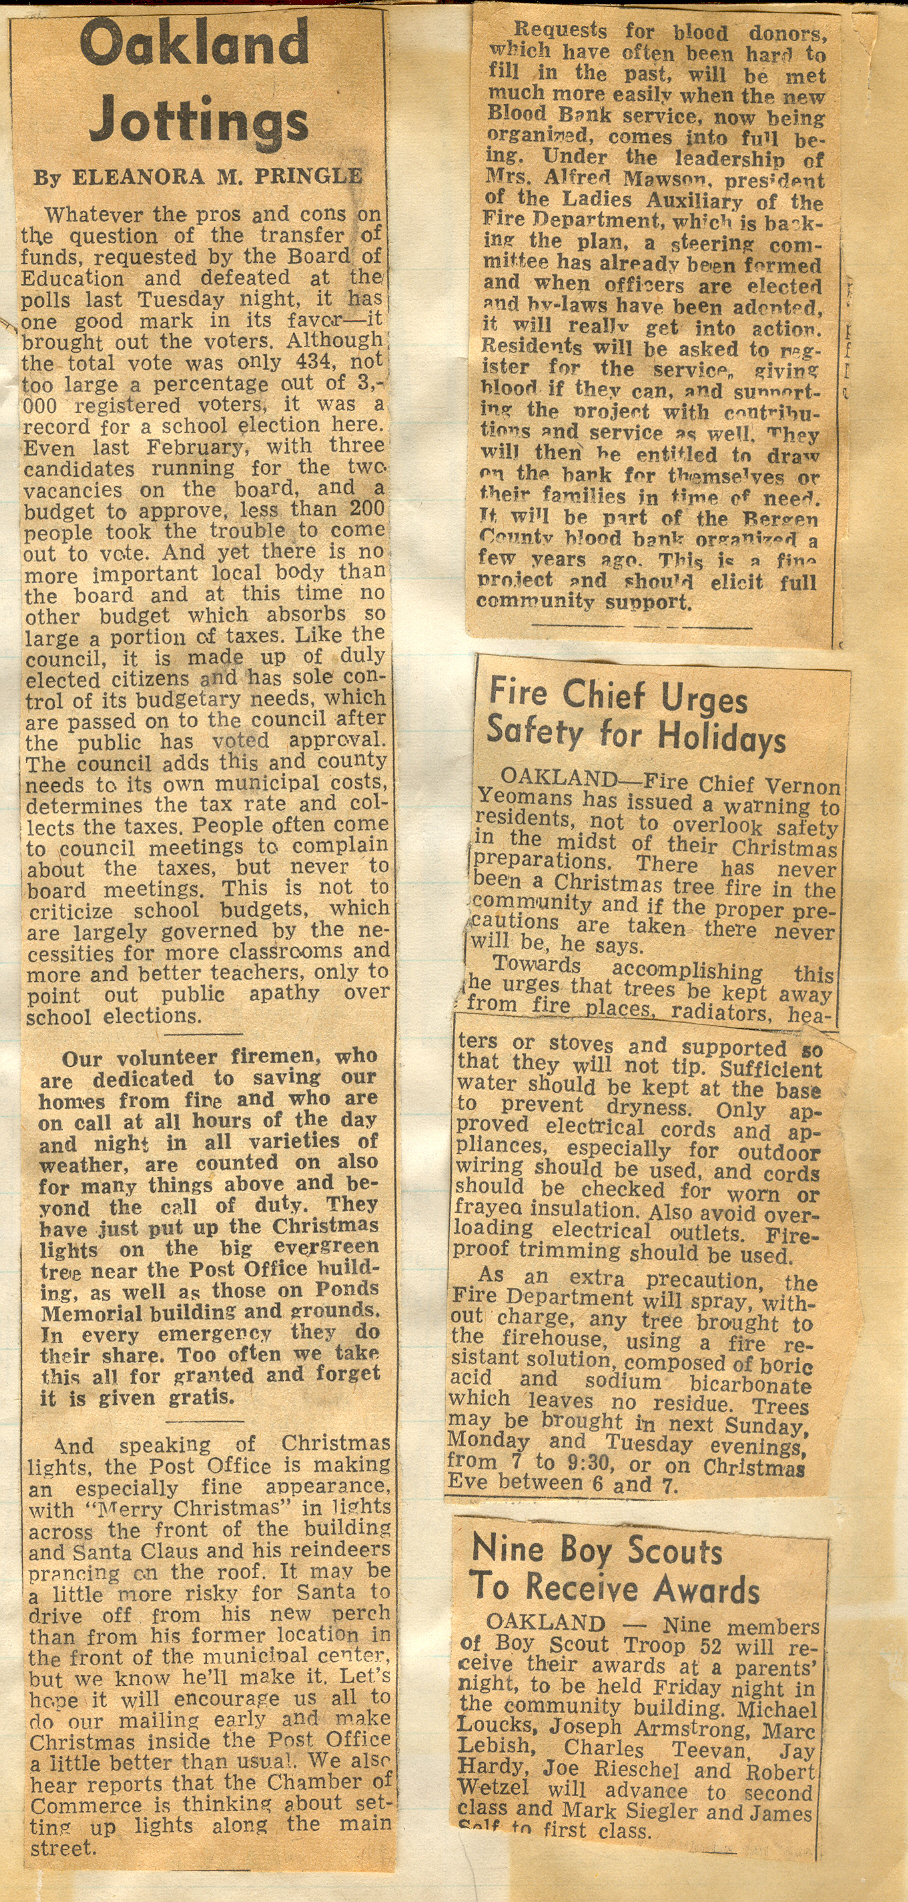 Oakland
Jottings
By ELEANORA M. PRINGLE
Whatever the pros and cons on
the question of the transfer of
funds, requested by the Board of
Education and defeated at the
polls last Tuesday night, it has
one good mark in its favor—it
brought out the voters. Although
the total vote was only 434, not
too large a percentage out of 3,-
000 registered voters, it was a
record for a school election here.
Even last February, with three
candidates running for the two
vacancies on the board, and a
budget to approve, less than 200
people took the trouble to come
out to vote. And yet there is no
more important local body than
the board and at this time no
other budget which absorbs so
large a portion of taxes. Like the
council, it is made up of duly
elected citizens and has sole con-
trol of its budgetary needs, which
are passed on to the council after
the public has voted approval.
The council adds this and county
needs to its own municipal costs,
determines the tax rate and col-
lects the taxes. People often come
to council meetings to complain
about the taxes, but never to
board meetings. This is not to
criticize school budgets, which
are largely governed by the ne-
cessities for more classrooms and
more and better teachers, only to
point out public apathy over
school elections.
Our volunteer firemen, who
are dedicated to saving our
homes from fire and who are
on call at all hours of the day
and night in all varieties of
weather, are counted on also
for many things above and be-
yond the call of duty. They
have just put up the Christmas
lights on the big evergreen
tree near the Post Office build-
ing, as well as those on Ponds
Memorial building and grounds.
In every emergency they do
their share. Too often we take
this all for granted and forget
it is given gratis.
And speaking of Christmas
lights, the Post Office is making
an especially fine appearance,
with "Merry Christmas" in lights
across the front of the building
and Santa Claus and his reindeers
prancing on the roof. It may be
a little more risky for Santa to
drive off from his new perch
than from his former location in
the front of the municipal center,
but we know he'll make it. Let's
hope it will encourage us all to
do our mailing early and make
Christmas inside the Post Office
a little better than usual. We also
hear reports that the Chamber of
Commerce is thinking about set-
ting up lights along the main
street.
Requests for blood donors,
which have often been hard to
fill in the past, will be met
much more easily when the new
Blood Bank service, now being
organized, comes into full be-
ing. Under the leadership of
Mrs. Alfred Mawson, president
of the Ladies Auxiliary of the
Fire Department, which is back-
ing the plan, a steering com-
mittee has already been formed
and when officers are elected
and by-laws have been adopted,
it will really get into action.
Residents will be asked to reg-
ister for the service, giving
blood if they can, and support-
ing the project with contribu-
tions and service as well. They
will then be entitled to draw
on the bank for themselves or
their families in time of need.
It will be part of the Bergen
County blood bank organized a
few years ago. This is a fine
project and should elicit full
community support.
Fire Chief Urges
Safety for Holidays
OAKLAND—Fire Chief Vernon
Yeomans has issued a warning to
residents, not to overlook safety
in the midst of their Christmas
preparations. There has never
been a Christmas tree fire in the
community and if the proper pre-
cautions are taken there never
will be, he says.
Towards accomplishing this
he urges that trees be kept away
from fire places, radiators, hea-
ters or stoves and supported so
that they will not tip. Sufficient
water should be kept at the base
to prevent dryness. Only ap-
proved electrical cords and ap-
pliances, especially for outdoor
wiring should be used, and cords
should be checked for worn or
frayed insulation. Also avoid over-
loading electrical outlets. Fire-
proof trimming should be used.
As an extra precaution, the
Fire Department will spray, with-
out charge, any tree brought to
the firehouse, using a fire re-
sistant solution, composed of boric
acid and sodium bicarbonate
which leaves no residue. Trees
may be brought in next Sunday,
Monday and Tuesday evenings,
from 7 to 9:30, or on Christmas
Eve between 6 and 7.
Nine Boy Scouts
To Receive Awards
OAKLAND — Nine members
of Boy Scout Troop 52 will re-
ceive their awards at a parents'
night, to be held Friday night in
the community building. Michael
Loucks, Joseph Armstrong, Marc
Lebish, Charles Teevan, Jay
Hardy, Joe Rieschel and Robert
Wetzel will advance to second
class and Mark Siegler and James
Self to first class.